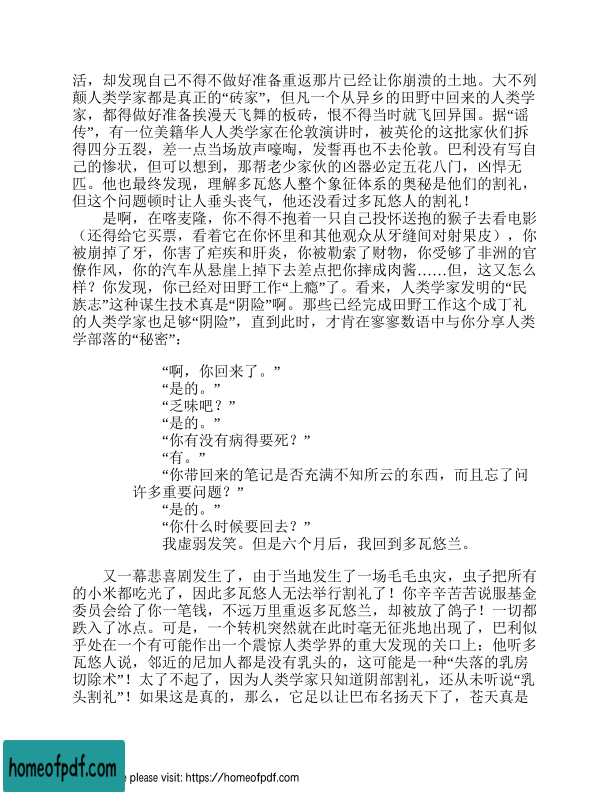 活，却发现自己不得不做好准备重返那片已经让你崩溃的土地。大不列
颠人类学家都是真正的“砖家”，但凡一个从异乡的田野中回来的人类学
家，都得做好准备挨漫天飞舞的板砖，恨不得当时就飞回异国。据“谣
传”，有一位美籍华人人类学家在伦敦演讲时，被英伦的这批家伙们拆
得四分五裂，差一点当场放声嚎啕，发誓再也不去伦敦。巴利没有写自
己的惨状，但可以想到，那帮老少家伙的凶器必定五花八门，凶悍无
匹。他也最终发现，理解多瓦悠人整个象征体系的奥秘是他们的割礼，
但这个问题顿时让人垂头丧气，他还没看过多瓦悠人的割礼！
是啊，在喀麦隆，你不得不抱着一只自己投怀送抱的猴子去看电影
（还得给它买票，看着它在你怀里和其他观众从牙缝间对射果皮），你
被崩掉了牙，你害了疟疾和肝炎，你被勒索了财物，你受够了非洲的官
僚作风，你的汽车从悬崖上掉下去差点把你摔成肉酱……但，这又怎么
样？你发现，你已经对田野工作“上瘾”了。看来，人类学家发明的“民
族志”这种谋生技术真是“阴险”啊。那些已经完成田野工作这个成丁礼
的人类学家也足够“阴险”，直到此时，才肯在寥寥数语中与你分享人类
学部落的“秘密”：
“啊，你回来了。”
“是的。”
“乏味吧？”
“是的。”
“你有没有病得要死？”
“有。”
“你带回来的笔记是否充满不知所云的东西，而且忘了问
许多重要问题？”
“是的。”
“你什么时候要回去？”
我虚弱发笑。但是六个月后，我回到多瓦悠兰。
又一幕悲喜剧发生了，由于当地发生了一场毛毛虫灾，虫子把所有
的小米都吃光了，因此多瓦悠人无法举行割礼了！你辛辛苦苦说服基金
委员会给了你一笔钱，不远万里重返多瓦悠兰，却被放了鸽子！一切都
跌入了冰点。可是，一个转机突然就在此时毫无征兆地出现了，巴利似
乎处在一个有可能作出一个震惊人类学界的重大发现的关口上：他听多
瓦悠人说，邻近的尼加人都是没有乳头的，这可能是一种“失落的乳房
切除术”！太了不起了，因为人类学家只知道阴部割礼，还从未听说“乳
头割礼”！如果这是真的，那么，它足以让巴布名扬天下了，苍天真是
homeofpdf.com
e please visit: https://homeofpdf.com